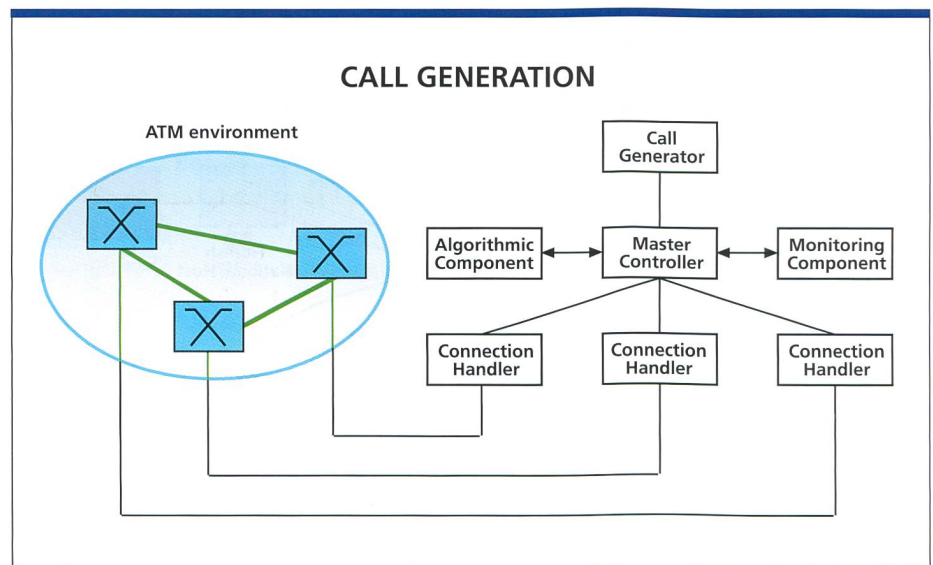 CALL GENERATION
ATM environment
Call
Generator
Algorithmic
Component
Master
Controller
Monitoring
Component
Connection
Handler
Connection
Handler
Connection
Handler